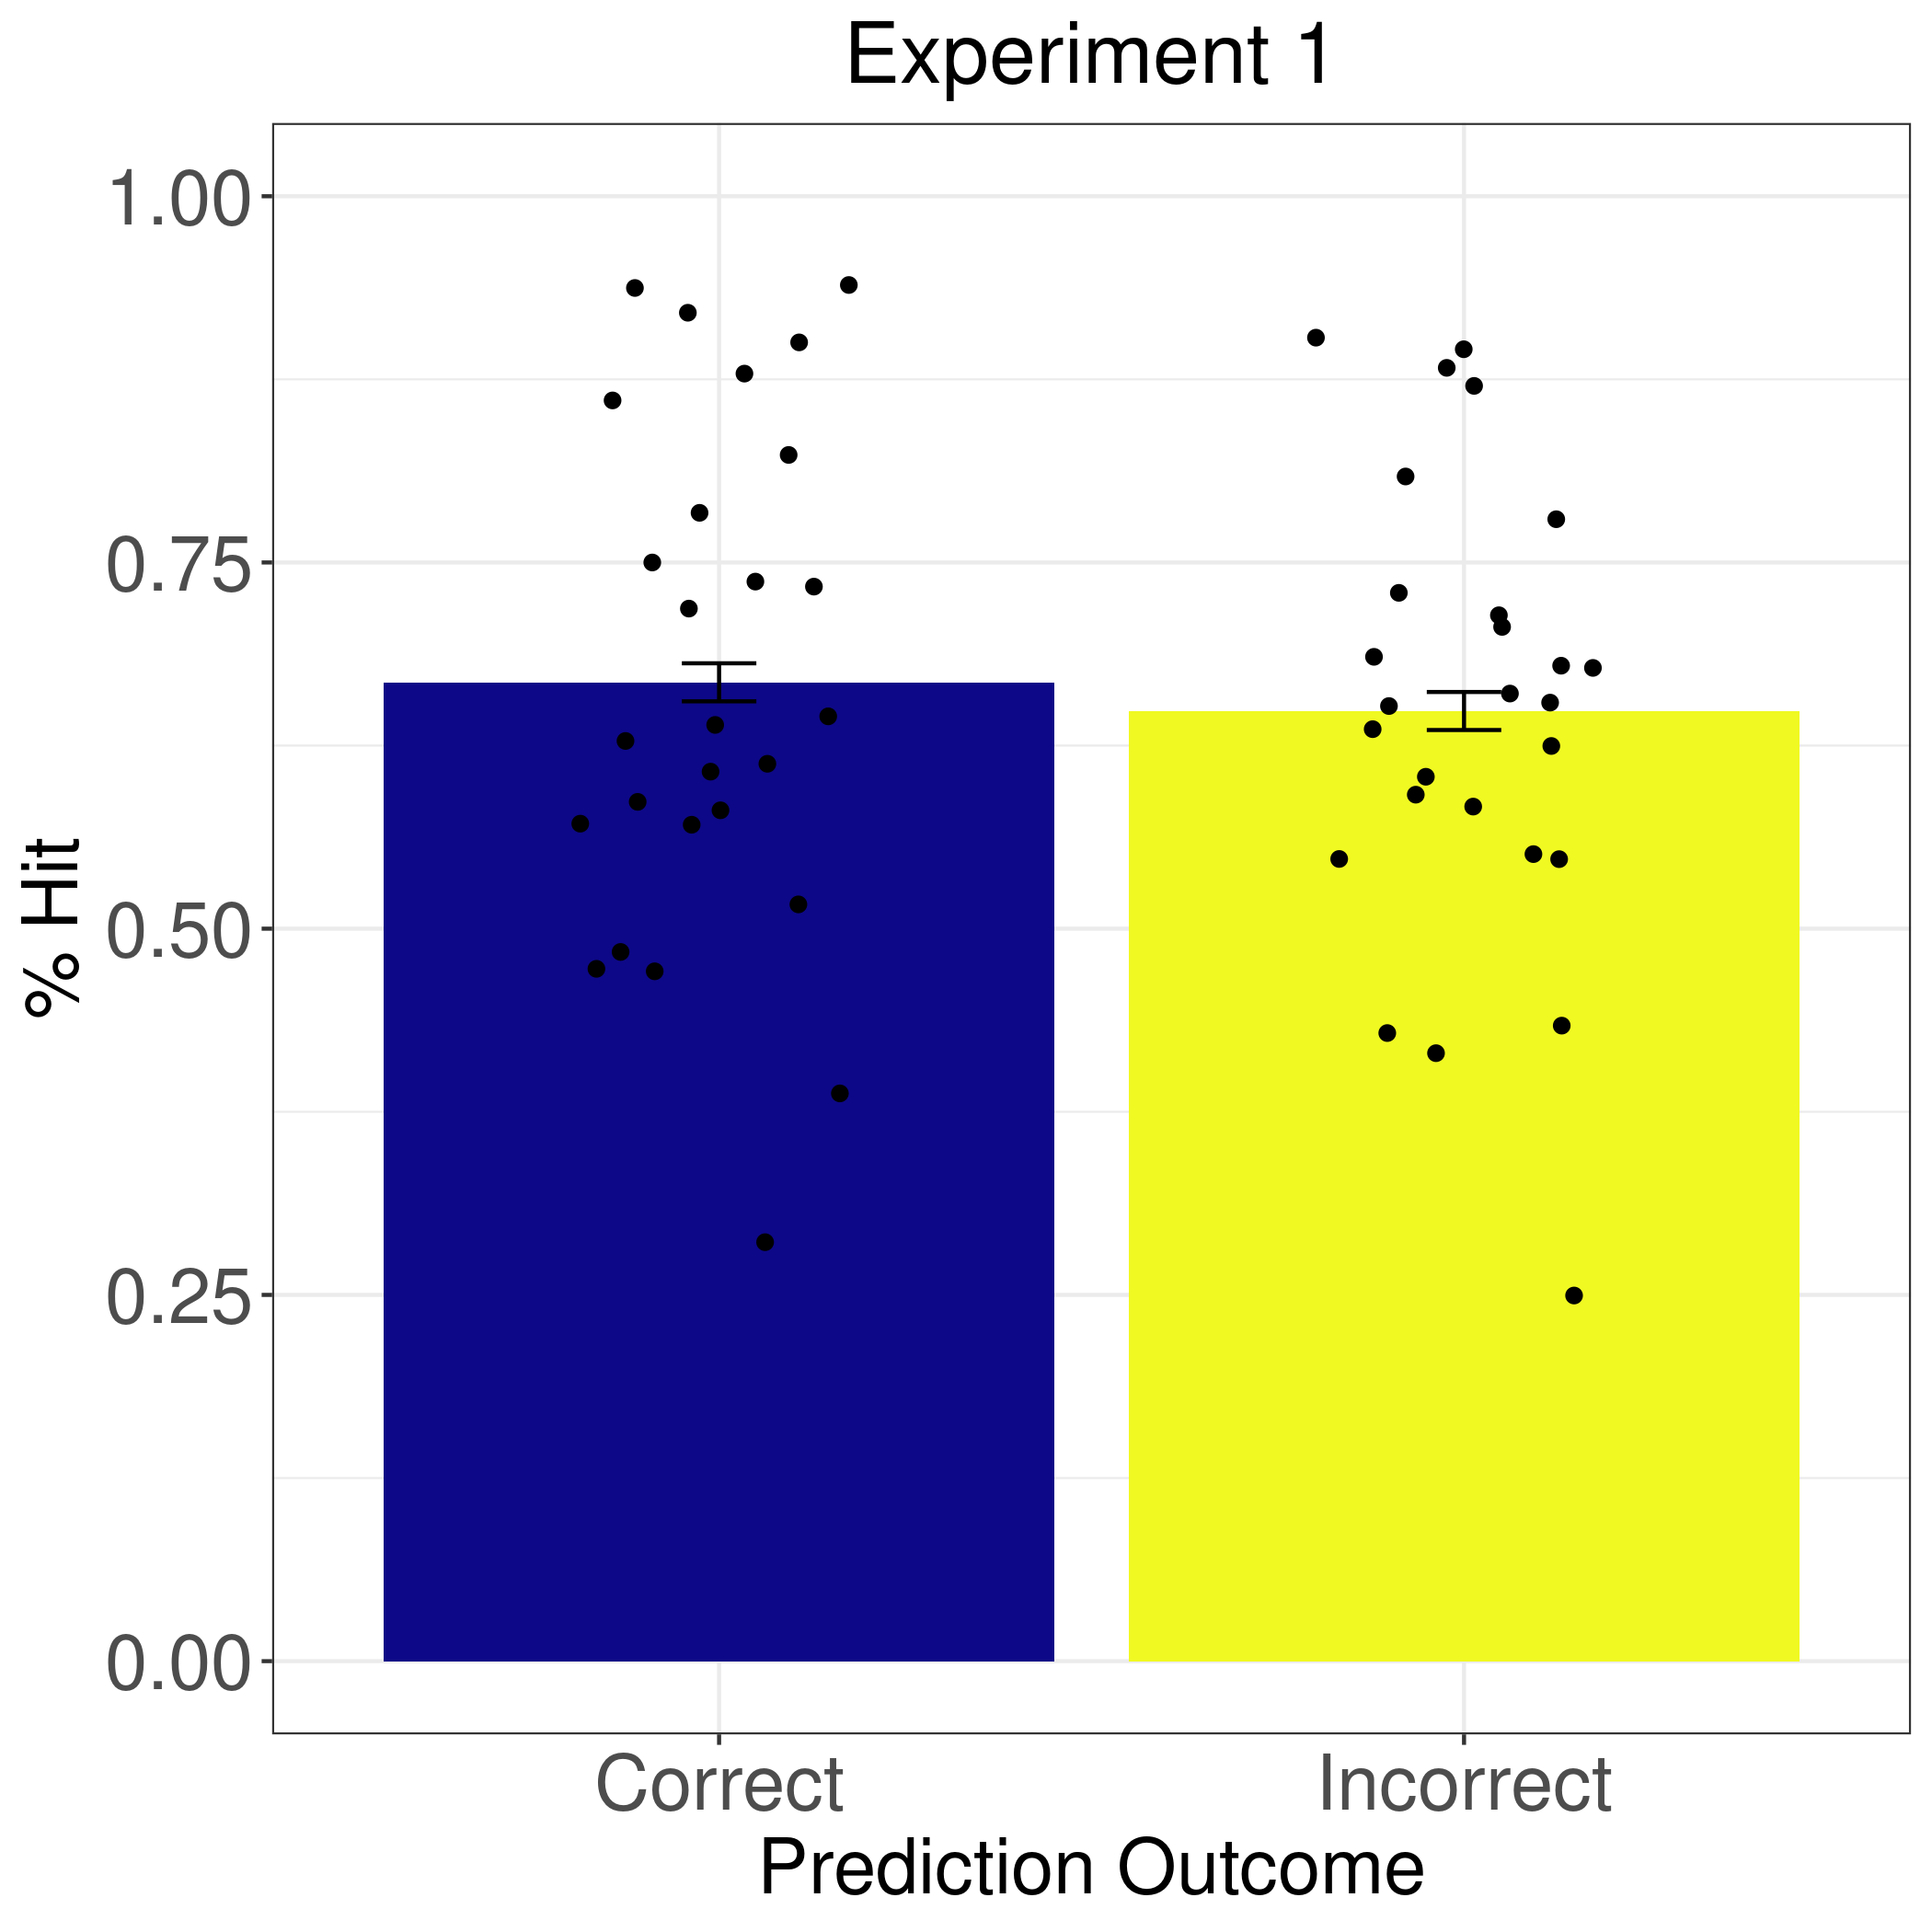 Experiment 1
% Hit
1.00
0.75
0.50
0.25
0.00
Correct Incorrect
Prediction Outcome